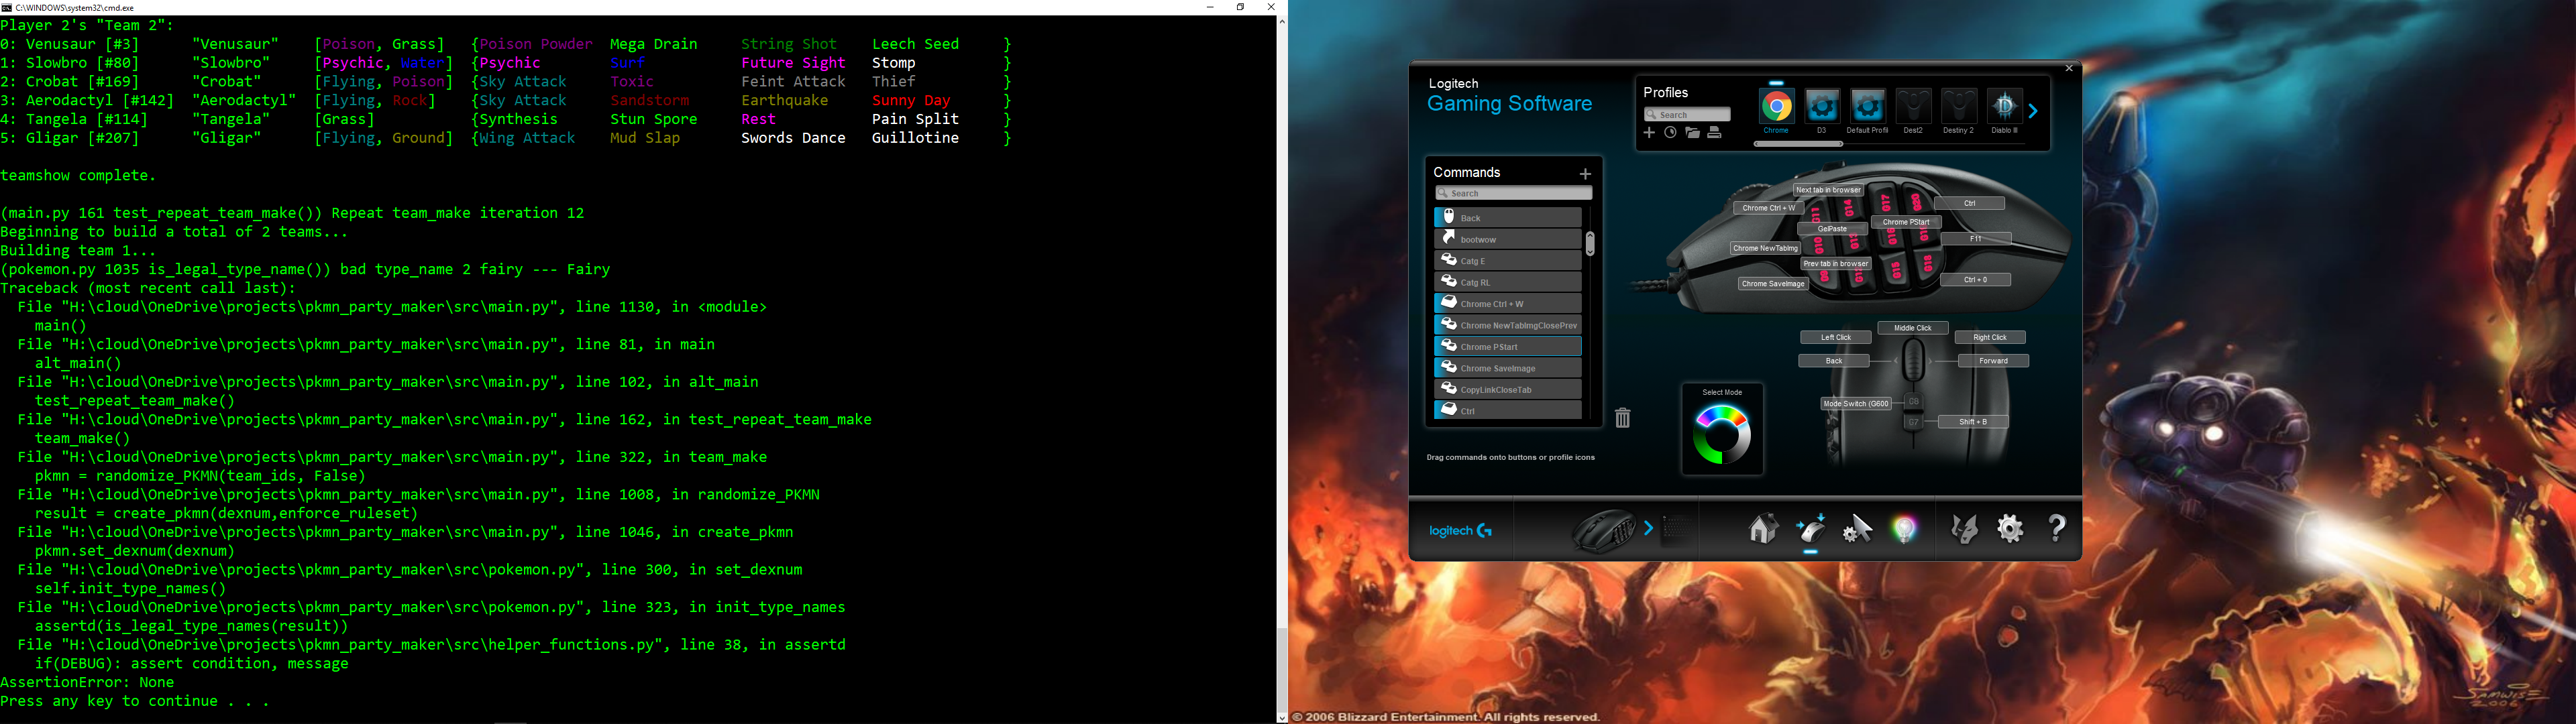 C:\WINDOWS\system32\cmd.exe
Player 2's "Team 2":
0: Venusaur [#3] "Venusaur" [Poison, Grass] {Poison Powder Mega Drain String Shot Leech Seed }
1: Slowbro [#80] "Slowbro" [Psychic, Water] {Psychic Surf Future Sight Stomp }
2: Crobat [#169] "Crobat" [Flying, Poison] {Sky Attack Toxic Feint Attack Thief }
3: Aerodactyl [#142] "Aerodactyl" [Flying, Rock] {Sky Attack Sandstorm Earthquake Sunny Day }
4: Tangela [#114] "Tangela" [Grass] {Synthesis Stun Spore Rest Pain Split }
5: Gligar [#207] "Gligar" [Flying, Ground] {Wing Attack Mud Slap Swords Dance Guillotine }
teamshow complete.
(main.py 161 test_repeat_team_make()) Repeat team_make iteration 12
Beginning to build a total of 2 teams...
Building team 1...
(pokemon.py 1035 is_legal_type_name()) bad type_name 2 fairy --- Fairy
Traceback (most recent call last):
File "H:\cloud\OneDrive\projects\pkmn_party_maker\src\main.py", line 1130, in <module>
main()
File "H:\cloud\OneDrive\projects\pkmn_party_maker\src\main.py", line 81, in main
alt_main()
File "H:\cloud\OneDrive\projects\pkmn_party_maker\src\main.py", line 102, in alt_main
test_repeat_team_make()
File "H:\cloud\OneDrive\projects\pkmn_party_maker\src\main.py", line 162, in test_repeat_team_make
team_make()
File "H:\cloud\OneDrive\projects\pkmn_party_maker\src\main.py", line 322, in team_make
pkmn = randomize_PKMN(team_ids, False)
File "H:\cloud\OneDrive\projects\pkmn_party_maker\src\main.py", line 1008, in randomize_PKMN
result = create_pkmn(dexnum,enforce_ruleset)
File "H:\cloud\OneDrive\projects\pkmn_party_maker\src\main.py", line 1046, in create_pkmn
pkmn.set_dexnum(dexnum)
File "H:\cloud\OneDrive\projects\pkmn_party_maker\src\pokemon.py", line 300, in set_dexnum
self.init_type_names()
File "H:\cloud\OneDrive\projects\pkmn_party_maker\src\pokemon.py", line 323, in init_type_names
assertd(is_legal_type_names(result))
File "H:\cloud\OneDrive\projects\pkmn_party_maker\src\helper_functions.py", line 38, in assertd
if(DEBUG): assert condition, message
AssertionError: None
Press any key to continue . . .
Logitech
Gaming Software
Profiles
Search
Chrome
D3
Default Profil
Dest2
Destiny 2
Diablo III
Commands
Search
Back
bootwow
Catg E
Catg RL
Chrome Ctrl + W
Chrome NewTabImgClosePrev
Chrome PStart
Chrome SaveImage
CopyLinkCloseTab
Ctrl
Drag commands onto buttons or profile icons
Next tab in browser
Chrome Ctrl + W
Ctrl
Chrome PStart
GelPaste
F11
Chrome NewTabImg
Prev tab in browser
Chrome SaveImage
Ctrl + 0
G11
G14
G17
G20
G10
G13
G16
G19
G12
G15
G18
Middle Click
Left Click
Right Click
Back
Forward
Mode Switch (G600
G8
G7
Shift + B
Select Mode
logitech G
?
SAMWISE
2006
© 2006 Blizzard Entertainment. All rights reserved.